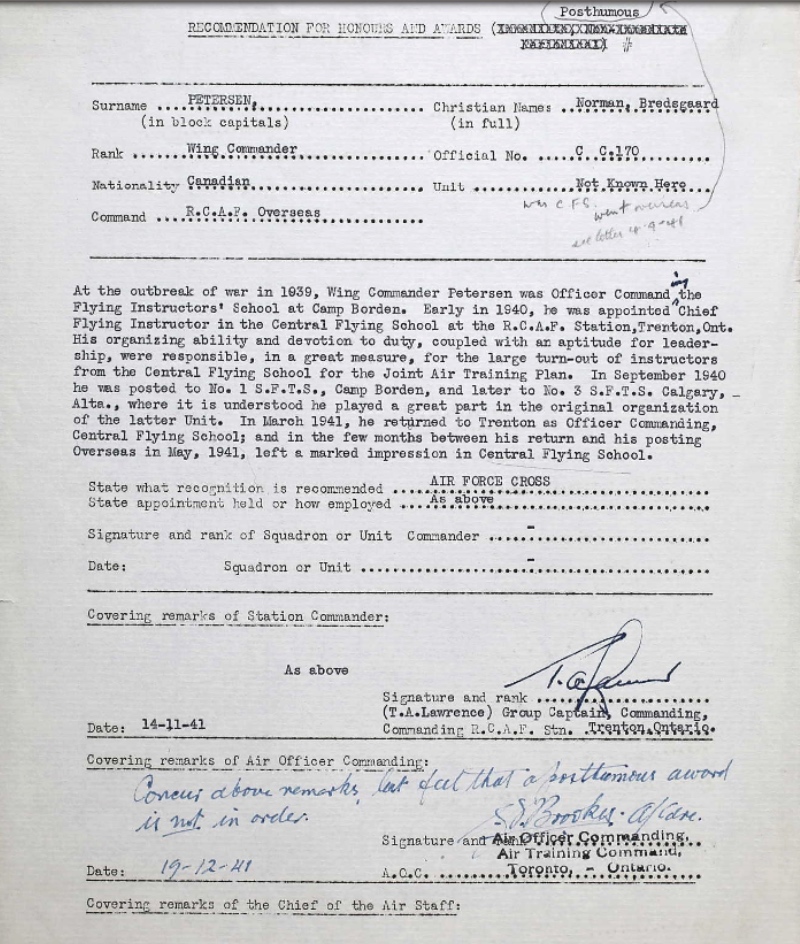 Posthumous
RECOMMENDATION FOR HONOURS AND AWARDS (Immediate, Non-Immediate
#
Surname PETERSEN, Christian Names Norman, Bredsgaard
(in block capitals) (in full)
Rank Wing Commander Official No. C C.170
Nationality Canadian Unit Not Known Here
was C.F.S. went overseas
Command R.C.A.F. Overseas
see letter 4-9-41
At the outbreak of war in 1939, Wing Commander Petersen was Officer Commanding the
Flying Instructors' School at Camp Borden. Early in 1940, he was appointed Chief
Flying Instructor in the Central Flying School at the R.C.A.F. Station,Trenton,Ont.
His organizing ability and devotion to duty, coupled with an aptitude for leader-
ship, were responsible, in a great measure, for the large turn-out of instructors
from the Central Flying School for the Joint Air Training Plan. In September 1940
he was posted to No. 1 S.F.T.S., Camp Borden, and later to No. 3 S.F.T.S. Calgary,
Alta., where it is understood he played a great part in the original organization
of the latter Unit. In March 1941, he returned to Trenton as Officer Commanding,
Central Flying School; and in the few months between his return and his posting
Overseas in May, 1941, left a marked impression in Central Flying School.
State what recognition is recommended AIR FORCE CROSS
State appointment held or how employed As above
Signature and rank of Squadron or Unit Commander -
Date: Squadron or Unit -
Covering remarks of Station Commander:
As above
Signature and rank
(T.A.Lawrence) Group Captain, Commanding,
Date: 14-11-41 Commanding R.C.A.F. Stn. Trenton,Ontario.
Covering remarks of Air Officer Commanding:
Concur above remarks, but feel that a posthumous award
is not in order.
Brookes. A/Cdre.
Signature and Air Officer Commanding,
Air Training Command,
Date: 19-12-41 A.O.C. Toronto, - Ontario.
Covering remarks of the Chief of the Air Staff: